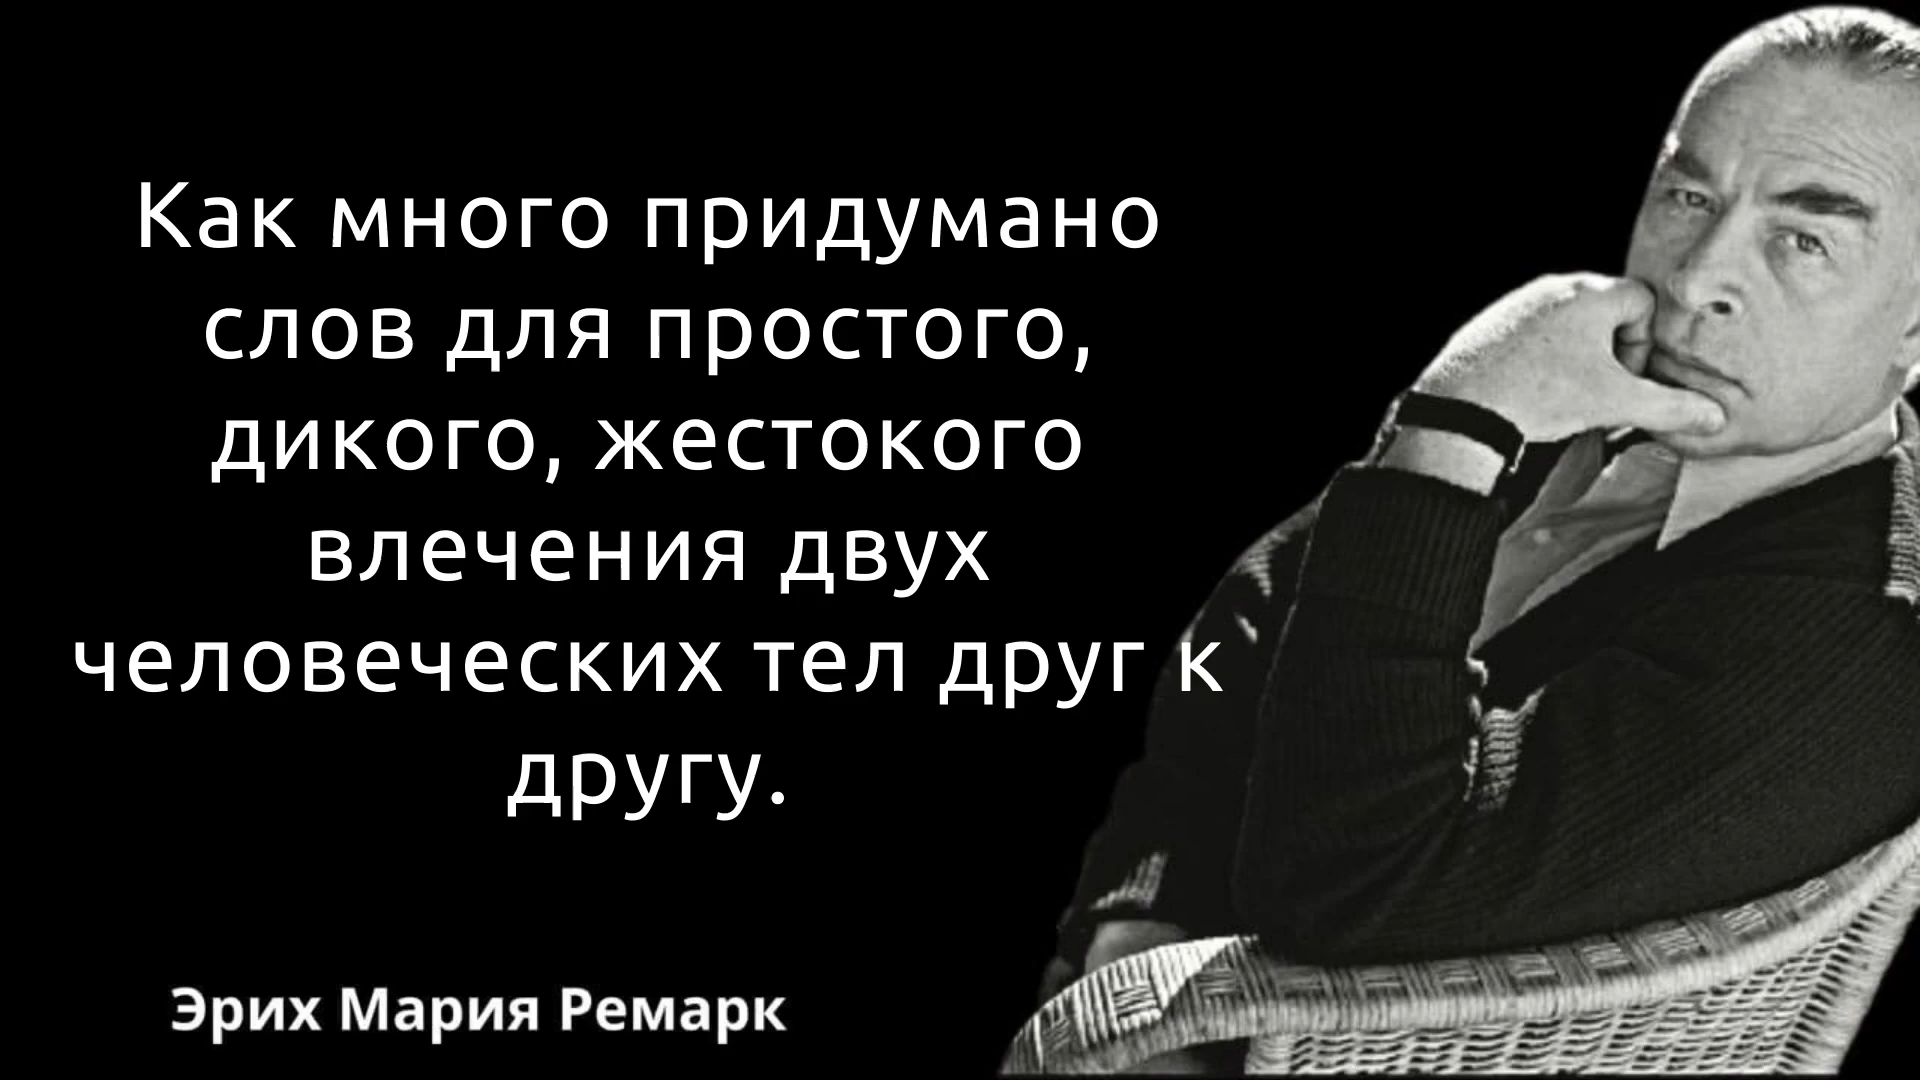 Как много придумано
слов для простого,
дикого, жестокого
влечения двух
человеческих тел друг к
другу.
Эрих Мария Ремарк